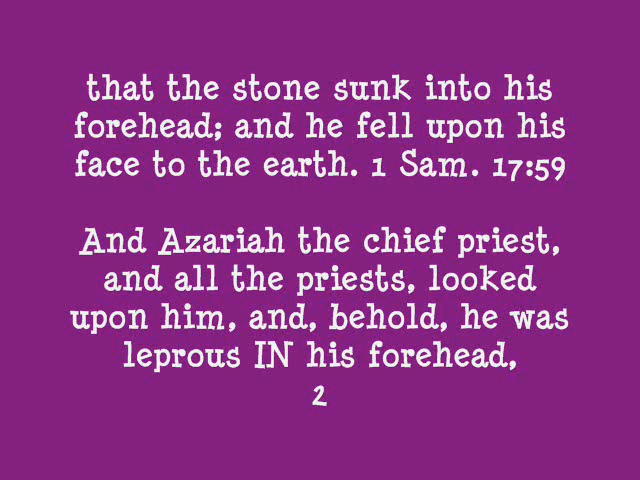 that the stone sunk into his
forehead; and he fell upon his
face to the earth. 1 Sam. 17:59
And Azariah the chief priest,
and all the priests, looked
upon him, and, behold, he was
leprous IN his forehead,
2